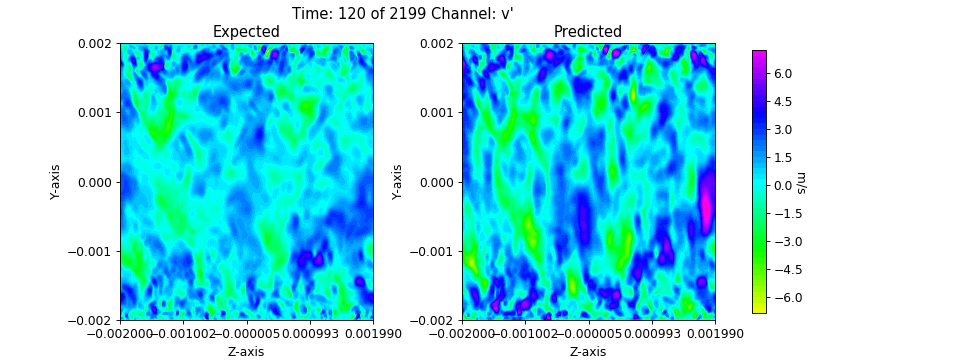 Time: 120 of 2199 Channel: v'
Expected
Predicted
0.002
0.001
0.000
−0.001
−0.002
Y-axis
−0.002000 −0.001002 −0.000005 0.000993 0.001990
Z-axis
0.002
0.001
0.000
−0.001
−0.002
Y-axis
−0.002000 −0.001002 −0.000005 0.000993 0.001990
Z-axis
6.0
4.5
3.0
1.5
0.0
−1.5
−3.0
−4.5
−6.0
m/s